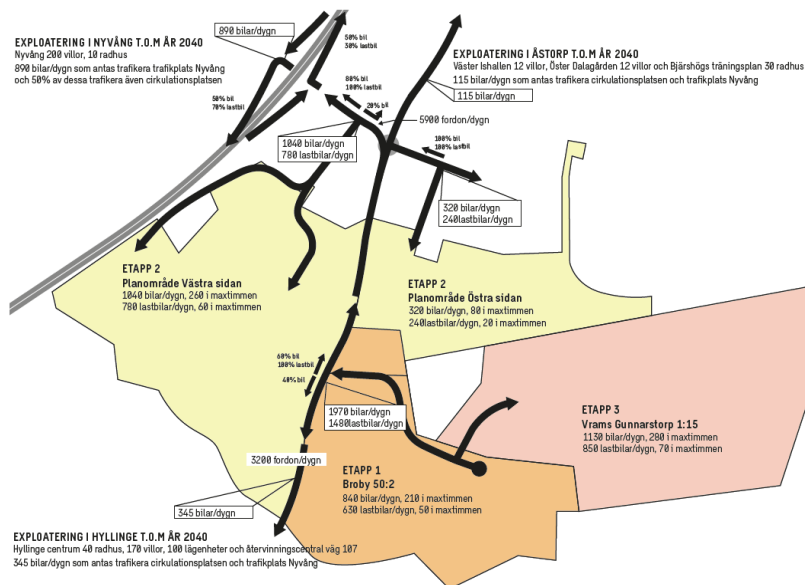 890 bilar/dygn
50% bil
30% lastbil
EXPLOATERING I NYVÅNG T.O.M ÅR 2040
Nyvång 200 villor, 10 radhus
890 bilar/dygn som antas trafikera trafikplats Nyvång
och 50% av dessa trafikerar även cirkulationsplatsen
EXPLOATERING I ÅSTORP T.O.M ÅR 2040
Väster Ishallen 12 villor, Öster Dalagården 12 villor och Bjärshögs träningsplan 30 radhus
115 bilar/dygn som antas trafikera cirkulationsplatsen och trafikplats Nyvång
80% bil
100% lastbil
50% bil
70% lastbil
20% bil
115 bilar/dygn
5900 fordon/dygn
1040 bilar/dygn
780 lastbilar/dygn
100% bil
100% lastbil
320 bilar/dygn
240lastbilar/dygn
ETAPP 2
Planområde Västra sidan
1040 bilar/dygn, 260 i maxtimmen
780 lastbilar/dygn, 60 i maxtimmen
ETAPP 2
Planområde Östra sidan
320 bilar/dygn, 80 i maxtimmen
240lastbilar/dygn, 20 i maxtimmen
60% bil
100% lastbil
40% bil
1970 bilar/dygn
1480lastbilar/dygn
ETAPP 3
Vrams Gunnarstorp 1:15
1130 bilar/dygn, 280 i maxtimmen
850 lastbilar/dygn, 70 i maxtimmen
3200 fordon/dygn
ETAPP 1
Broby 50:2
840 bilar/dygn, 210 i maxtimmen
630 lastbilar/dygn, 50 i maxtimmen
345 bilar/dygn
EXPLOATERING I HYLLINGE T.O.M ÅR 2040
Hyllinge centrum 40 radhus, 170 villor, 100 lägenheter och återvinningscentral väg 107
345 bilar/dygn som antas trafikera cirkulationsplatsen och trafikplats Nyvång